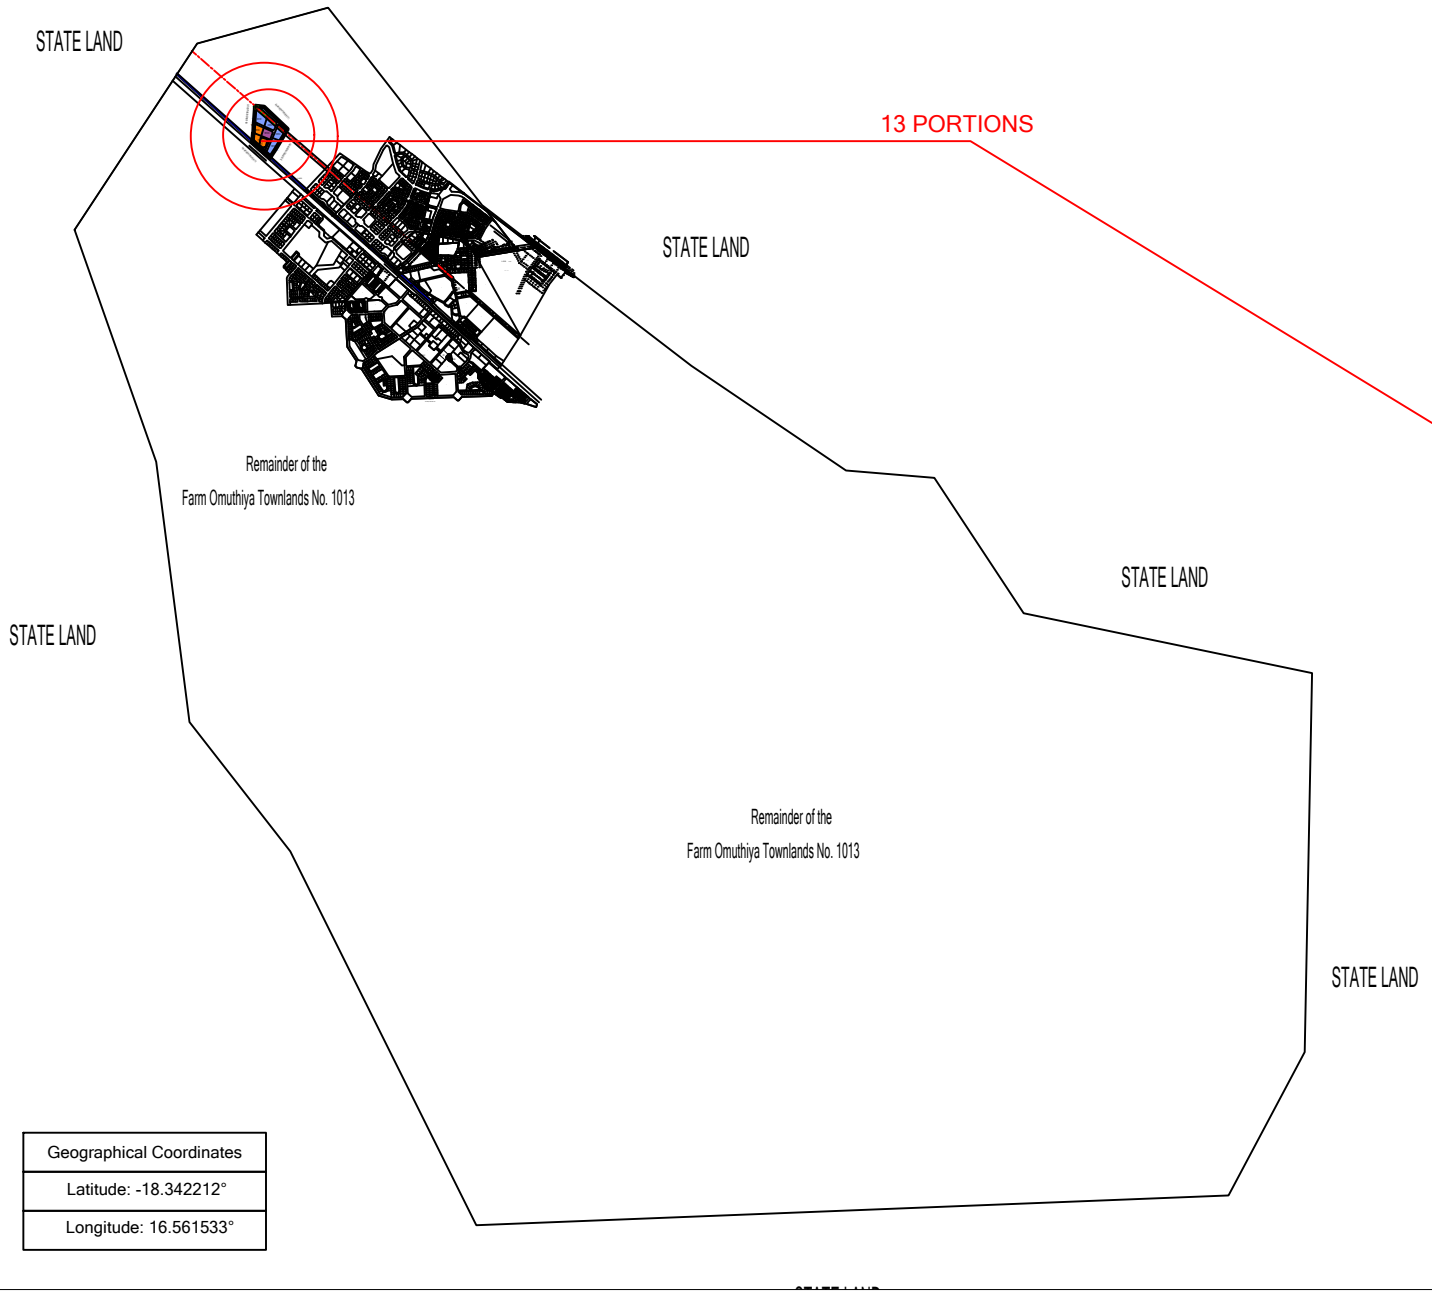 STATE LAND
13 PORTIONS
STATE LAND
Remainder of the
Farm Omuthiya Townlands No. 1013
STATE LAND
STATE LAND
Remainder of the
Farm Omuthiya Townlands No. 1013
STATE LAND
Geographical Coordinates
Latitude: -18.342212°
Longitude: 16.561533°